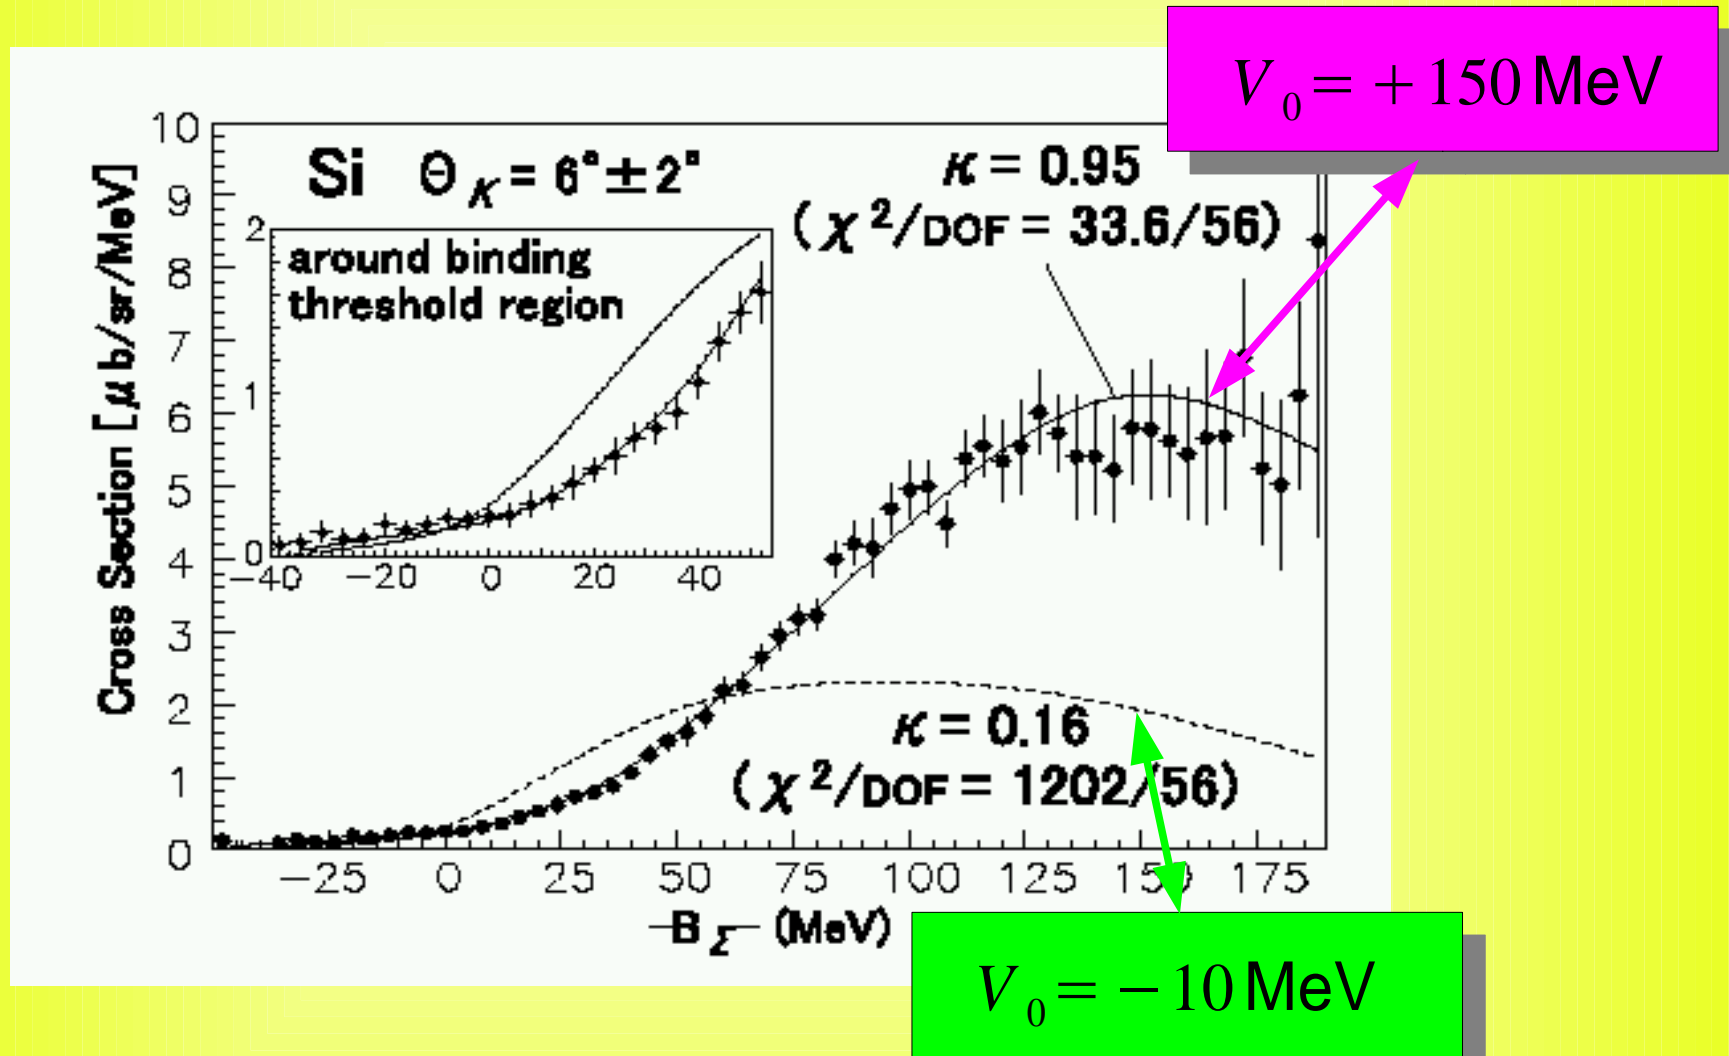 V₀ = + 150 MeV
Si Θ_K = 6°±2°
κ = 0.95
(χ²/DOF = 33.6/56)
around binding
threshold region
2
1
0
−40 −20 0 20 40
10
9
8
7
6
5
4
3
2
1
0
Cross Section [μb/sr/MeV]
κ = 0.16
(χ²/DOF = 1202/56)
−25 0 25 50 75 100 125 150 175
−B_Σ− (MeV)
V₀ = − 10 MeV